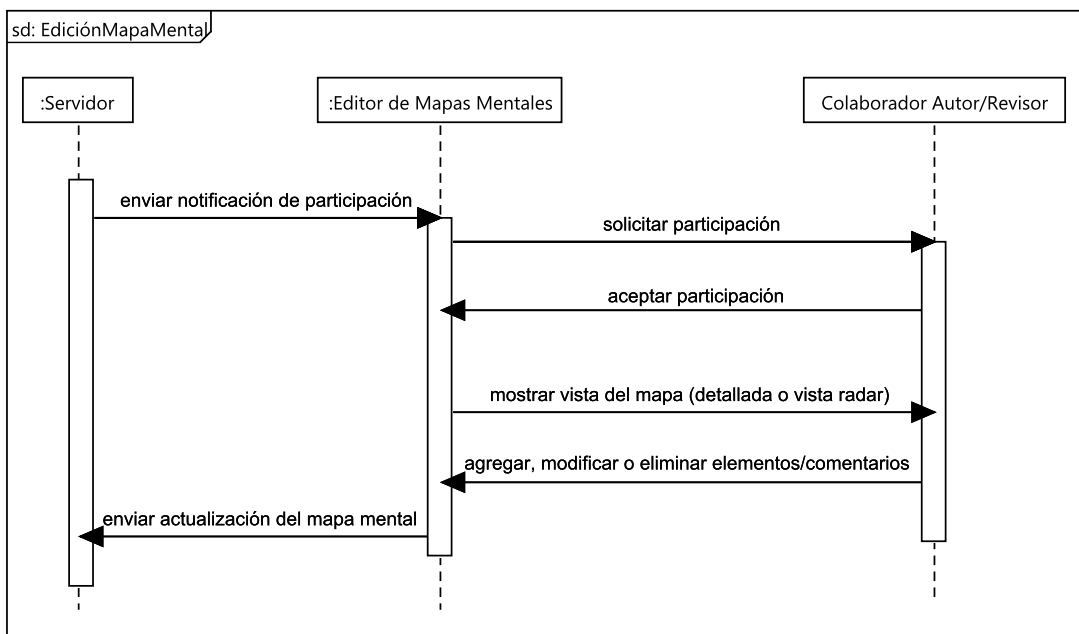 sd: EdiciónMapaMental
:Servidor
:Editor de Mapas Mentales
Colaborador Autor/Revisor
enviar notificación de participación
solicitar participación
aceptar participación
mostrar vista del mapa (detallada o vista radar)
agregar, modificar o eliminar elementos/comentarios
enviar actualización del mapa mental